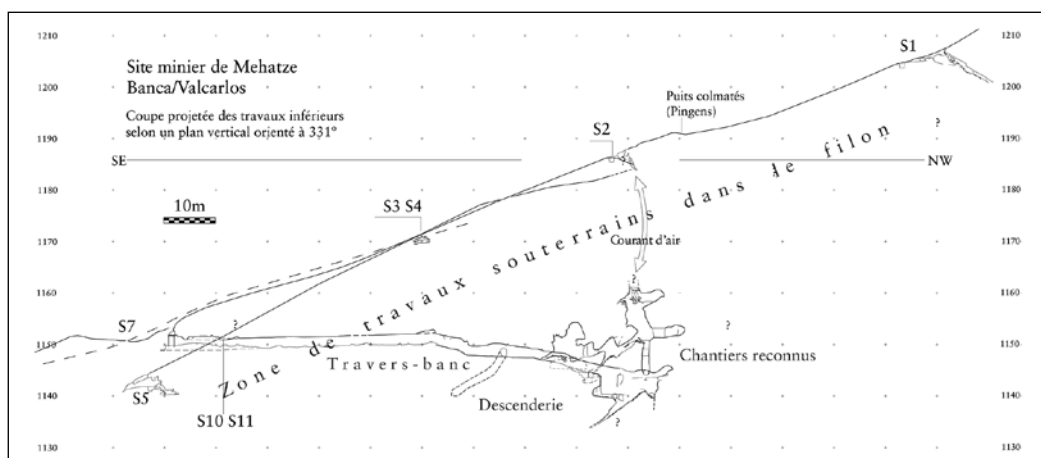 1210
1210
S1
Site minier de Mehatze
Banca/Valcarlos
1200
1200
Coupe projetée des travaux inférieurs
selon un plan vertical orienté à 331°
Puits colmatés
(Pingens)
?
S2
1190
1190
SE
NW
1180
1180
10m
S3 S4
Courant d'air
1170
1170
Zone de travaux souterrains dans le filon
?
1160
1160
S7
?
?
1150
1150
Travers-banc
Chantiers reconnus
S5
1140
1140
Descenderie
S10 S11
?
1130
1130